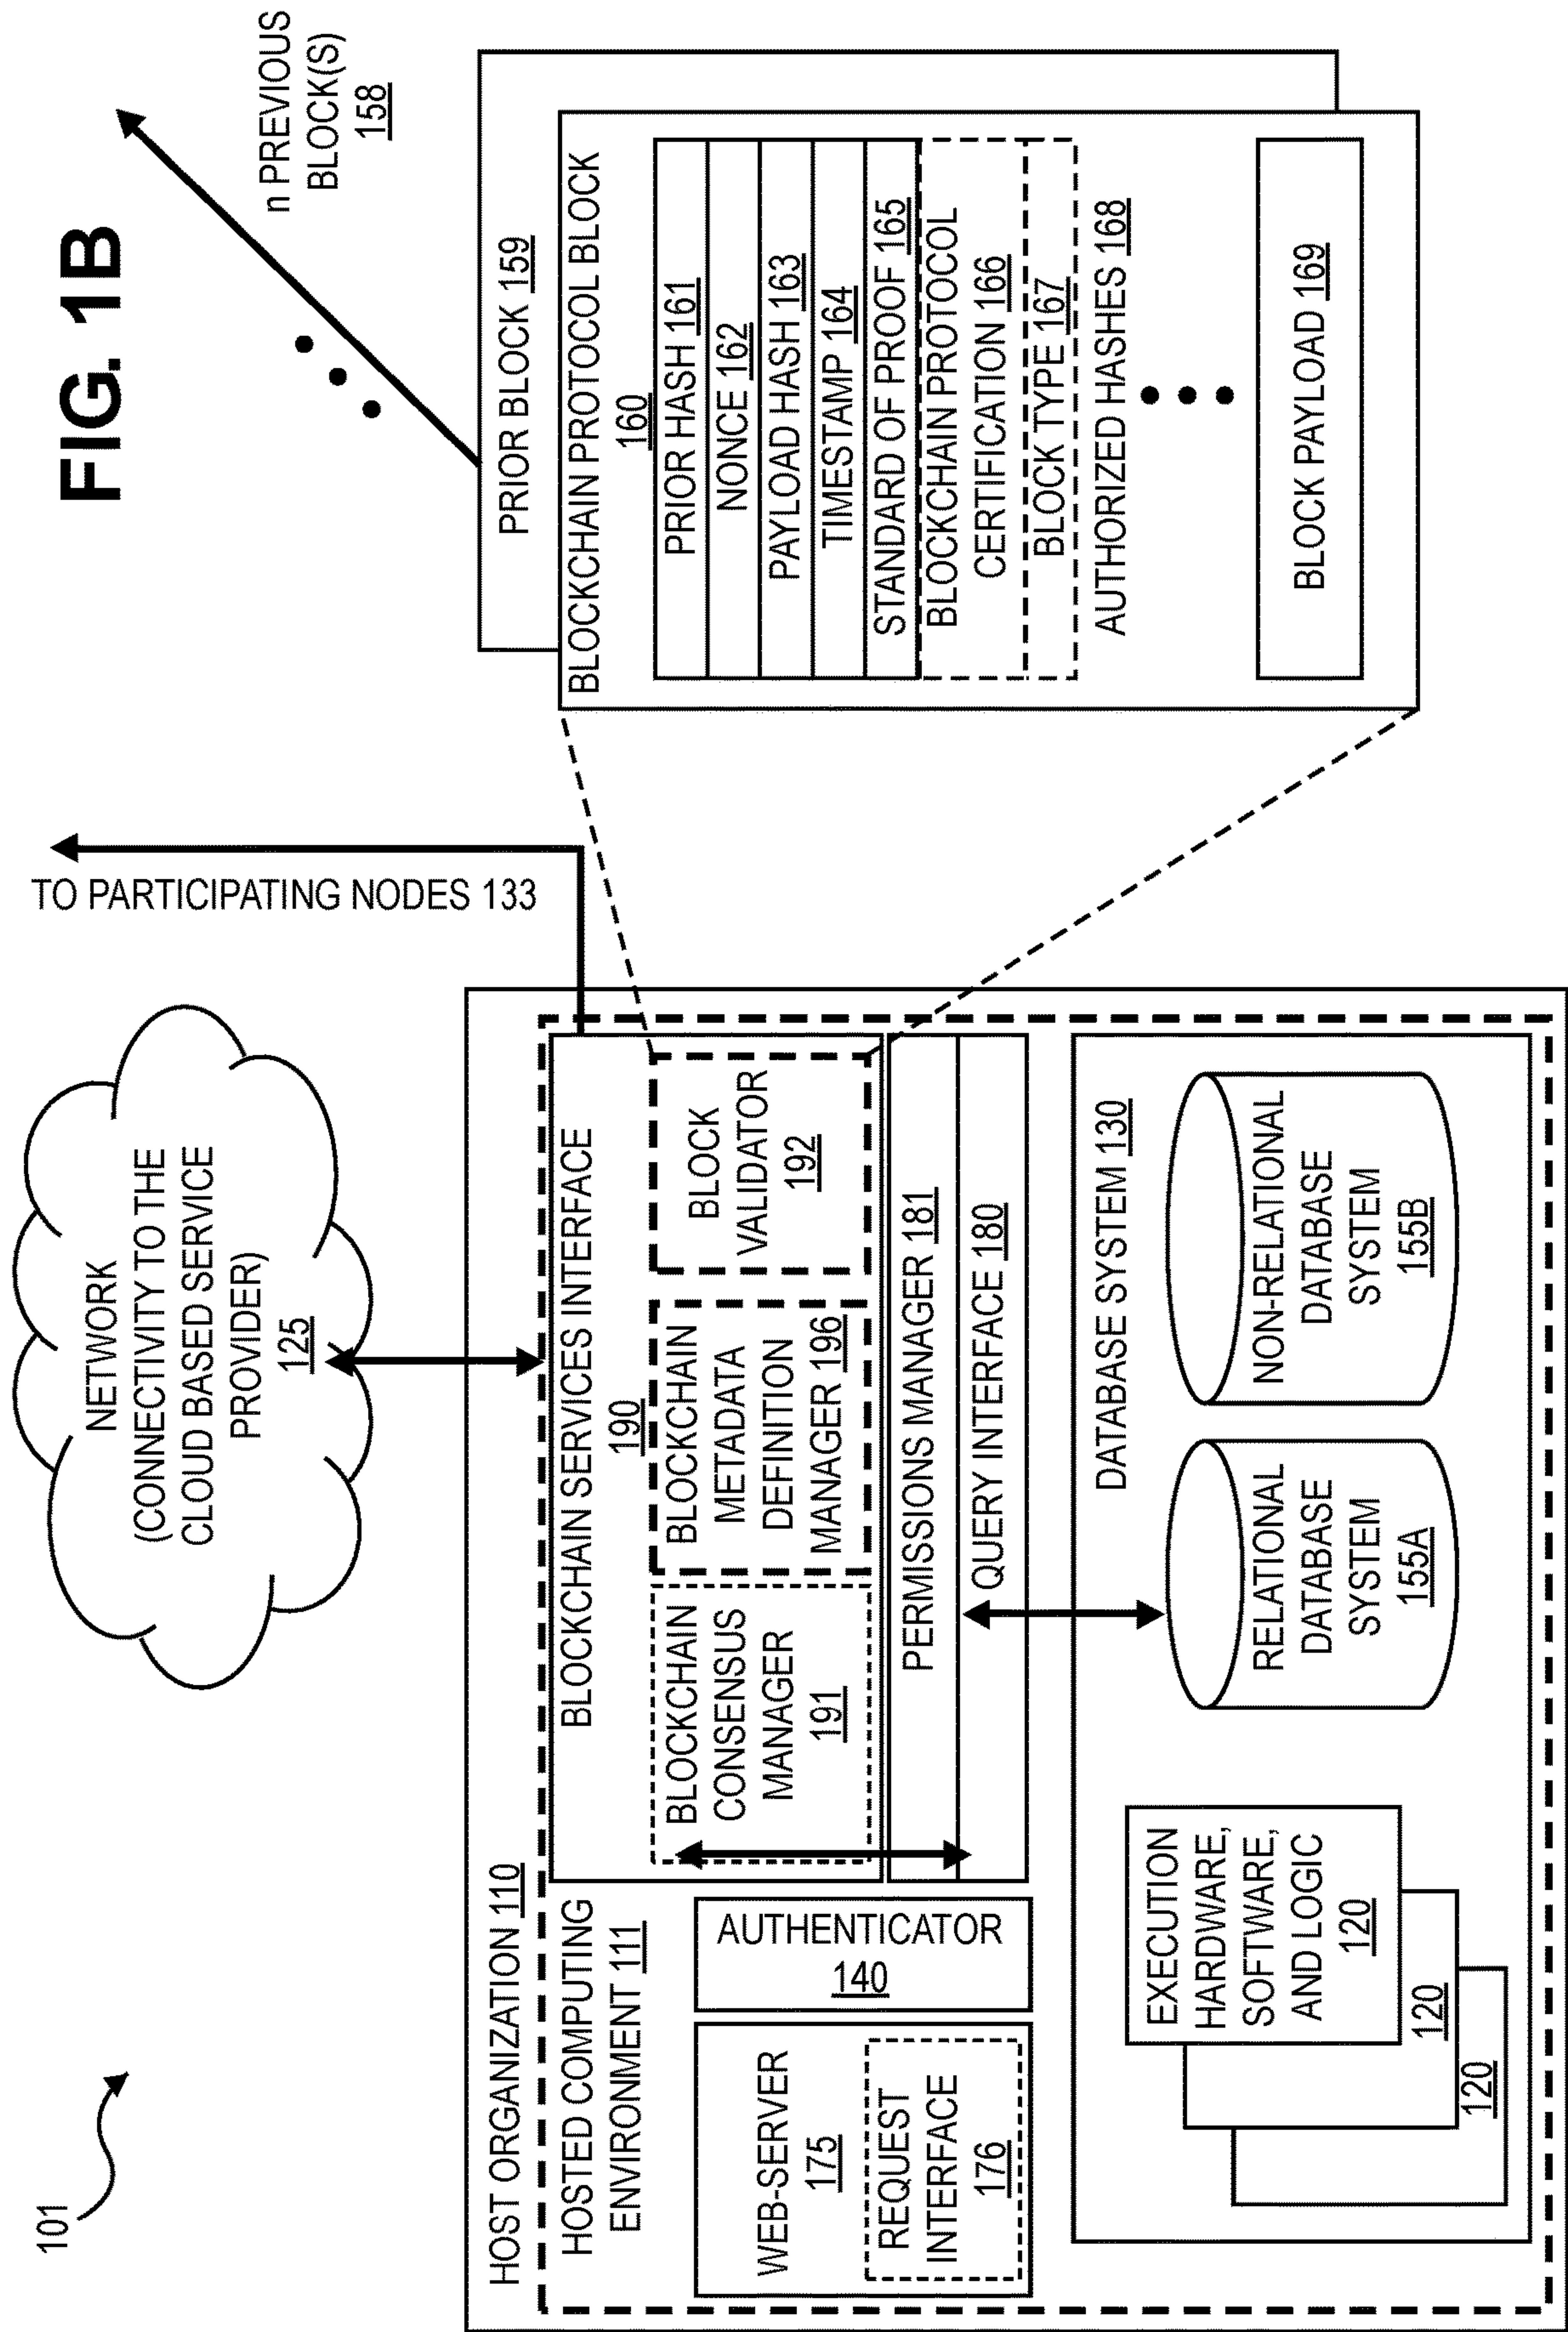 FIG. 1B
101
NETWORK
(CONNECTIVITY TO THE
CLOUD BASED SERVICE
PROVIDER)
125
TO PARTICIPATING NODES 133
n PREVIOUS
BLOCK(S)
158
HOST ORGANIZATION 110
HOSTED COMPUTING
ENVIRONMENT 111
WEB-SERVER
175
REQUEST
INTERFACE
176
AUTHENTICATOR
140
BLOCKCHAIN SERVICES INTERFACE
190
BLOCKCHAIN
CONSENSUS
MANAGER
191
BLOCKCHAIN
METADATA
DEFINITION
MANAGER 196
BLOCK
VALIDATOR
192
PERMISSIONS MANAGER 181
QUERY INTERFACE 180
DATABASE SYSTEM 130
EXECUTION
HARDWARE,
SOFTWARE,
AND LOGIC
120
120
120
RELATIONAL
DATABASE
SYSTEM
155A
NON-RELATIONAL
DATABASE
SYSTEM
155B
PRIOR BLOCK 159
BLOCKCHAIN PROTOCOL BLOCK
160
PRIOR HASH 161
NONCE 162
PAYLOAD HASH 163
TIMESTAMP 164
STANDARD OF PROOF 165
BLOCKCHAIN PROTOCOL
CERTIFICATION 166
BLOCK TYPE 167
AUTHORIZED HASHES 168
BLOCK PAYLOAD 169